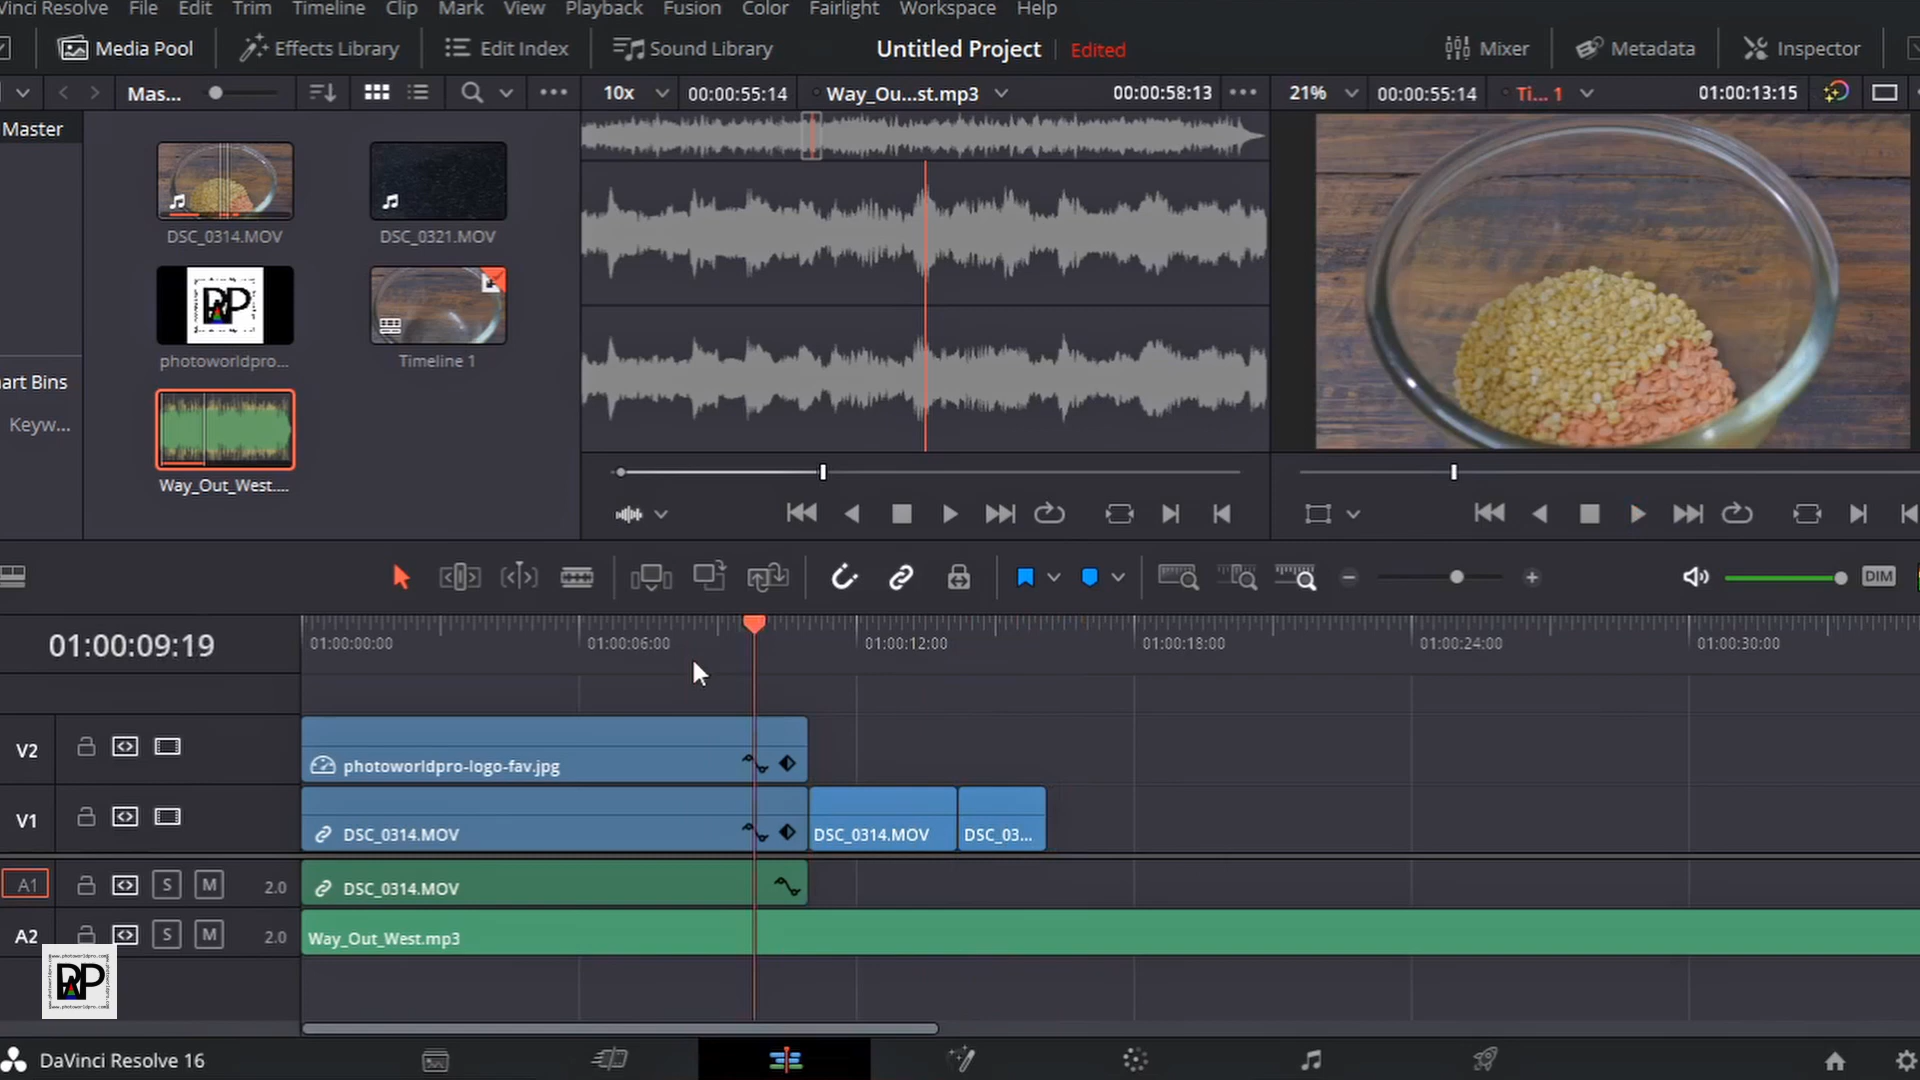 Vinci Resolve File Edit Trim Timeline Clip Mark View Playback Fusion Color Fairlight Workspace Help
Media Pool Effects Library Edit Index Sound Library Untitled Project Edited Mixer Metadata Inspector
Mas... 10x 00:00:55:14 Way_Ou...st.mp3 00:00:58:13 21% 00:00:55:14 Ti... 1 01:00:13:15
Master
DSC_0314.MOV DSC_0321.MOV
photoworldpro... Timeline 1
art Bins
Keyw...
Way_Out_West....
DIM
01:00:09:19 01:00:00:00 01:00:06:00 01:00:12:00 01:00:18:00 01:00:24:00 01:00:30:00
V2 photoworldpro-logo-fav.jpg
V1 DSC_0314.MOV DSC_0314.MOV DSC_03...
A1 S M 2.0 DSC_0314.MOV
A2 S M 2.0 Way_Out_West.mp3
DaVinci Resolve 16